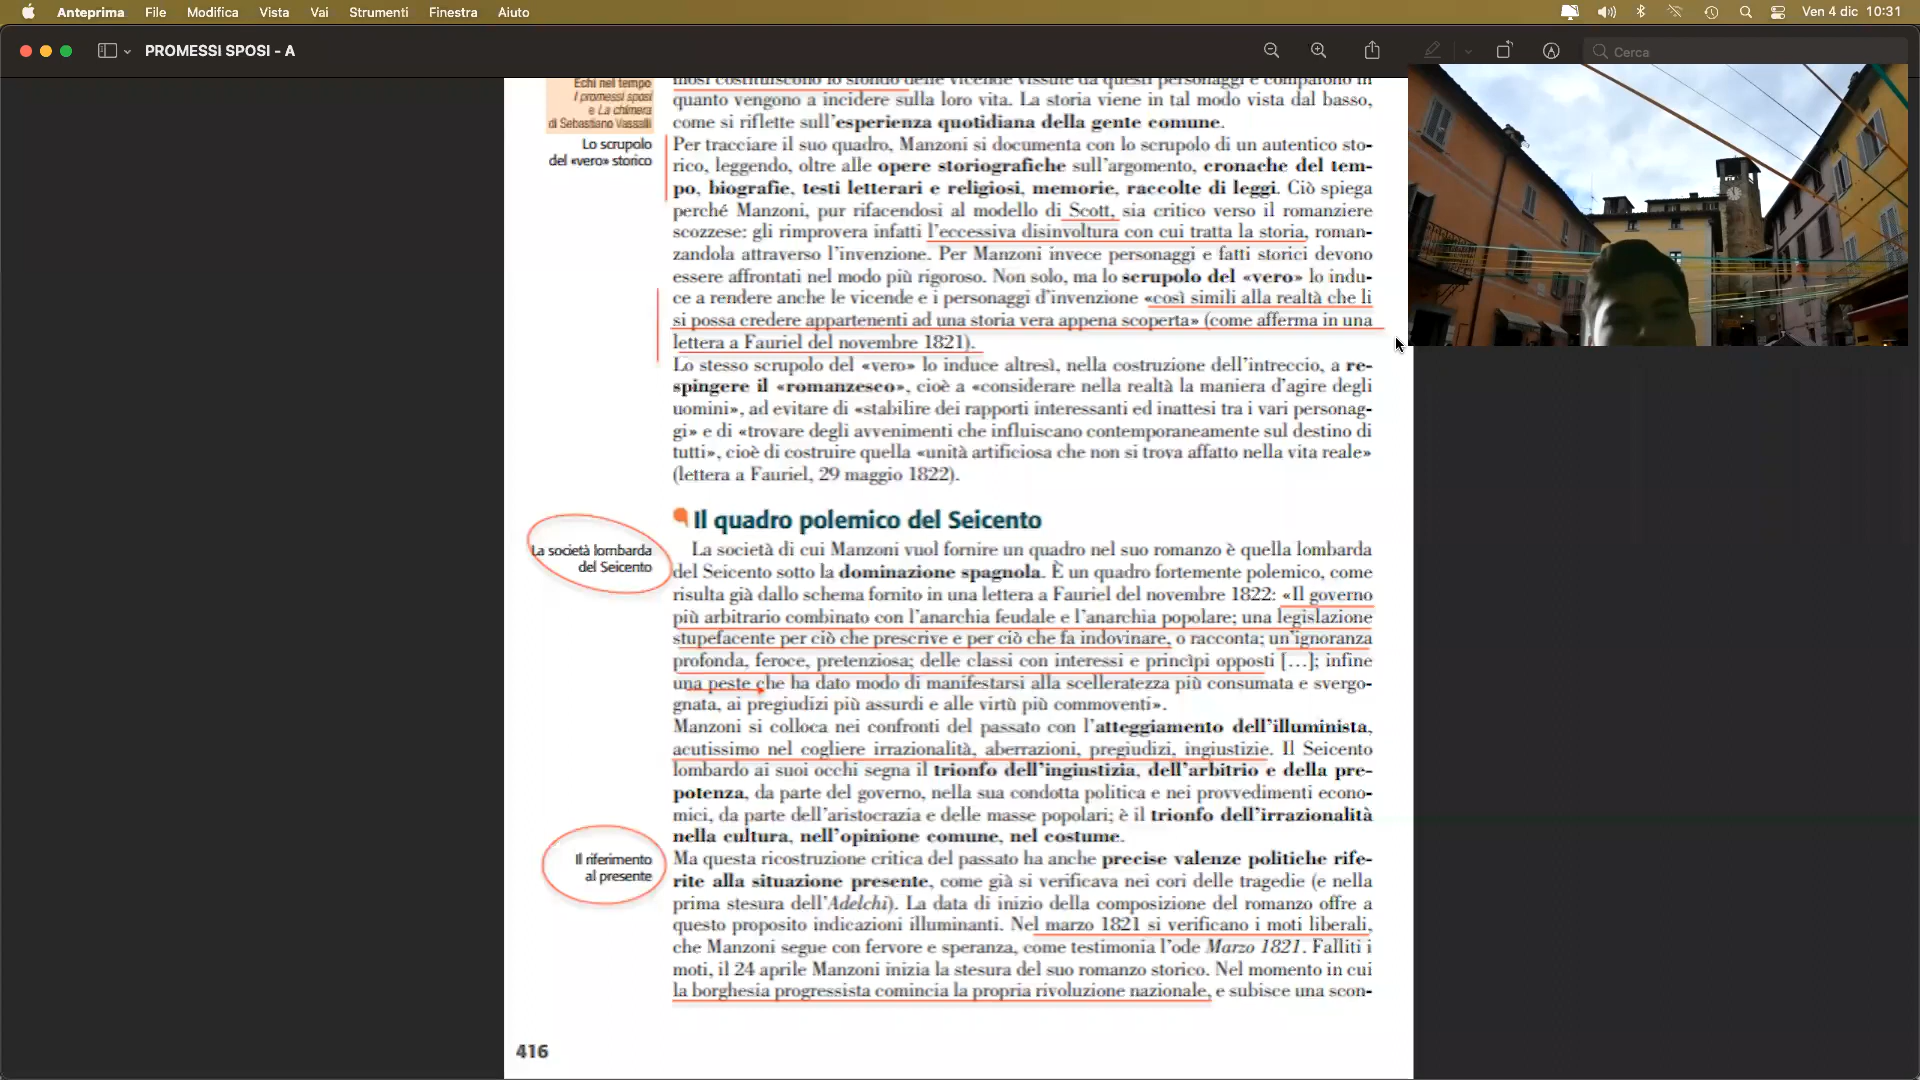 Anteprima File Modifica Vista Vai Strumenti Finestra Aiuto Ven 4 dic 10:31
PROMESSI SPOSI - A
Cerca
Echi nel tempo
I promessi sposi
e La chimera
di Sebastiano Vassalli
mosi costituiscono lo sfondo delle vicende vissute da questi personaggi e compaiono in
quanto vengono a incidere sulla loro vita. La storia viene in tal modo vista dal basso,
come si riflette sull'esperienza quotidiana della gente comune.
Lo scrupolo
del «vero» storico
Per tracciare il suo quadro, Manzoni si documenta con lo scrupolo di un autentico sto-
rico, leggendo, oltre alle opere storiografiche sull'argomento, cronache del tem-
po, biografie, testi letterari e religiosi, memorie, raccolte di leggi. Ciò spiega
perché Manzoni, pur rifacendosi al modello di Scott, sia critico verso il romanziere
scozzese: gli rimprovera infatti l'eccessiva disinvoltura con cui tratta la storia, roman-
zandola attraverso l'invenzione. Per Manzoni invece personaggi e fatti storici devono
essere affrontati nel modo più rigoroso. Non solo, ma lo scrupolo del «vero» lo indu-
ce a rendere anche le vicende e i personaggi d'invenzione «così simili alla realtà che li
si possa credere appartenenti ad una storia vera appena scoperta» (come afferma in una
lettera a Fauriel del novembre 1821).
Lo stesso scrupolo del «vero» lo induce altresì, nella costruzione dell'intreccio, a re-
spingere il «romanzesco», cioè a «considerare nella realtà la maniera d'agire degli
uomini», ad evitare di «stabilire dei rapporti interessanti ed inattesi tra i vari personag-
gi» e di «trovare degli avvenimenti che influiscano contemporaneamente sul destino di
tutti», cioè di costruire quella «unità artificiosa che non si trova affatto nella vita reale»
(lettera a Fauriel, 29 maggio 1822).
Il quadro polemico del Seicento
La società lombarda
del Seicento
La società di cui Manzoni vuol fornire un quadro nel suo romanzo è quella lombarda
del Seicento sotto la dominazione spagnola. È un quadro fortemente polemico, come
risulta già dallo schema fornito in una lettera a Fauriel del novembre 1822: «Il governo
più arbitrario combinato con l'anarchia feudale e l'anarchia popolare; una legislazione
stupefacente per ciò che prescrive e per ciò che fa indovinare, o racconta; un'ignoranza
profonda, feroce, pretenziosa; delle classi con interessi e princìpi opposti [...]; infine
una peste che ha dato modo di manifestarsi alla scelleratezza più consumata e svergo-
gnata, ai pregiudizi più assurdi e alle virtù più commoventi».
Manzoni si colloca nei confronti del passato con l'atteggiamento dell'illuminista,
acutissimo nel cogliere irrazionalità, aberrazioni, pregiudizi, ingiustizie. Il Seicento
lombardo ai suoi occhi segna il trionfo dell'ingiustizia, dell'arbitrio e della pre-
potenza, da parte del governo, nella sua condotta politica e nei provvedimenti econo-
mici, da parte dell'aristocrazia e delle masse popolari; è il trionfo dell'irrazionalità
nella cultura, nell'opinione comune, nel costume.
Il riferimento
al presente
Ma questa ricostruzione critica del passato ha anche precise valenze politiche rife-
rite alla situazione presente, come già si verificava nei cori delle tragedie (e nella
prima stesura dell'Adelchi). La data di inizio della composizione del romanzo offre a
questo proposito indicazioni illuminanti. Nel marzo 1821 si verificano i moti liberali,
che Manzoni segue con fervore e speranza, come testimonia l'ode Marzo 1821. Falliti i
moti, il 24 aprile Manzoni inizia la stesura del suo romanzo storico. Nel momento in cui
la borghesia progressista comincia la propria rivoluzione nazionale, e subisce una scon-
416